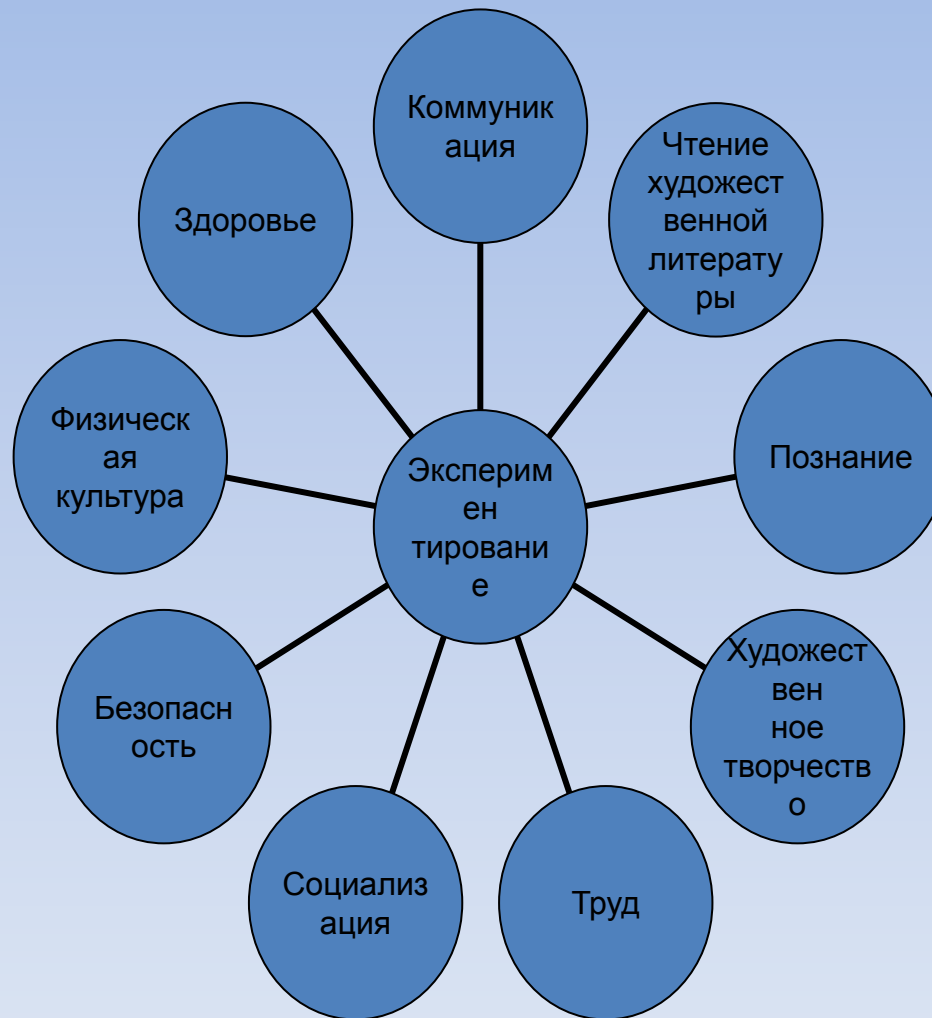 Коммуник
ация
Чтение
художест
венной
литерату
ры
Здоровье
Физическ
ая
культура
Эксперим
ен
тировани
е
Познание
Безопасн
ость
Художест
вен
ное
творчеств
о
Социализ
ация
Труд